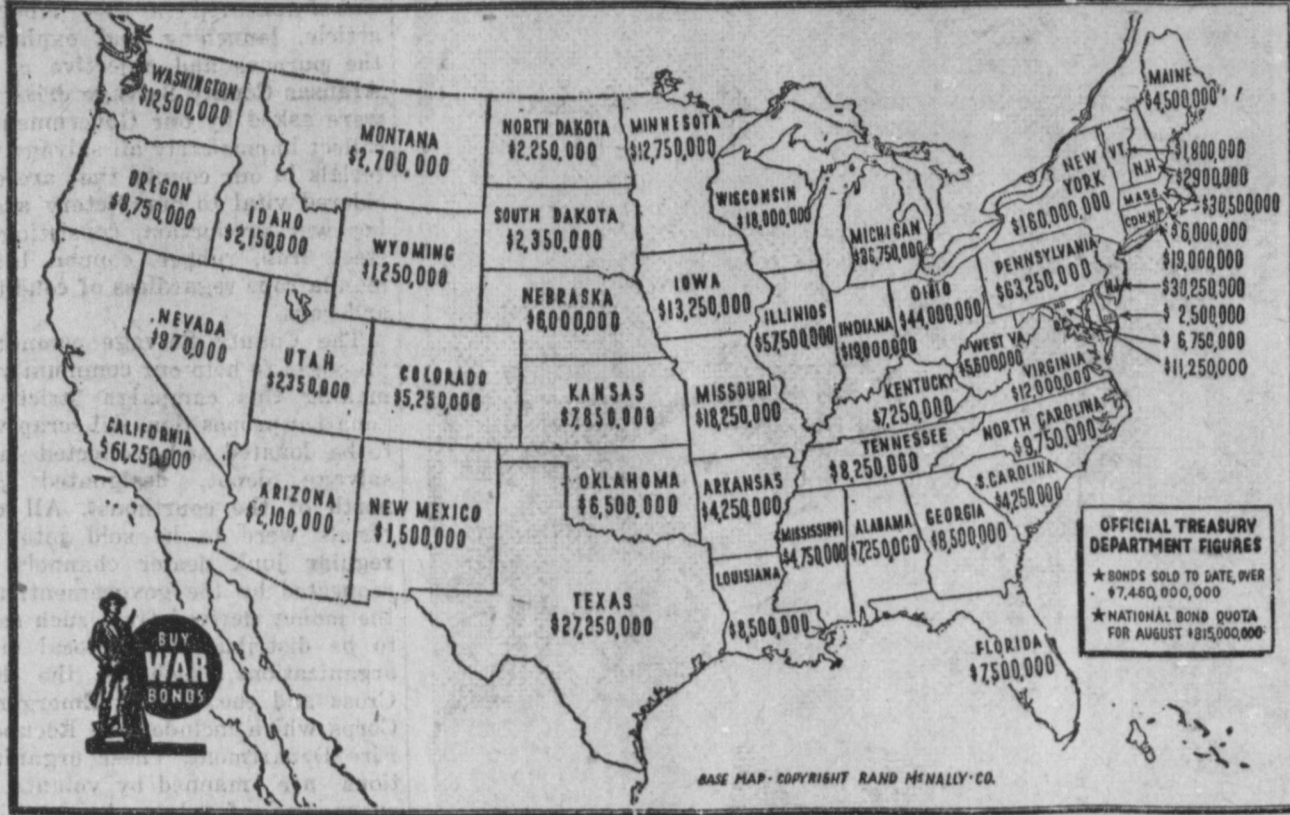 WASHINGTON
$12,500,000
OREGON
$8,750,000
CALIFORNIA
$61,250,000
NEVADA
$970,000
IDAHO
$2,150,000
MONTANA
$2,700,000
WYOMING
$1,250,000
UTAH
$2,350,000
COLORADO
$5,250,000
ARIZONA
$2,100,000
NEW MEXICO
$1,500,000
NORTH DAKOTA
$2,250,000
SOUTH DAKOTA
$2,350,000
NEBRASKA
$6,000,000
KANSAS
$7,850,000
OKLAHOMA
$6,500,000
TEXAS
$27,250,000
MINNESOTA
$12,750,000
IOWA
$13,250,000
MISSOURI
$18,250,000
ARKANSAS
$4,250,000
LOUISIANA
$8,500,000
WISCONSIN
$18,000,000
ILLINOIS
$57,500,000
MICHIGAN
$36,750,000
INDIANA
$19,000,000
OHIO
$44,000,000
KENTUCKY
$7,250,000
TENNESSEE
$8,250,000
MISSISSIPPI
$4,750,000
ALABAMA
$7,250,000
GEORGIA
$8,500,000
FLORIDA
$7,500,000
S. CAROLINA
$4,250,000
NORTH CAROLINA
$9,750,000
VIRGINIA
$12,000,000
WEST VA.
$5,600,000
PENNSYLVANIA
$63,250,000
NEW
YORK
$160,000,000
MAINE
$4,500,000
VT.
N.H.
MASS.
CONN.
N.J.
$1,800,000
$2,900,000
$30,500,000
$6,000,000
$19,000,000
$30,250,000
$2,500,000
$6,750,000
$11,250,000
OFFICIAL TREASURY
DEPARTMENT FIGURES
★ BONDS SOLD TO DATE, OVER
$7,460,000,000
★ NATIONAL BOND QUOTA
FOR AUGUST $815,000,000
BUY
WAR
BONDS
BASE MAP · COPYRIGHT RAND McNALLY · CO.